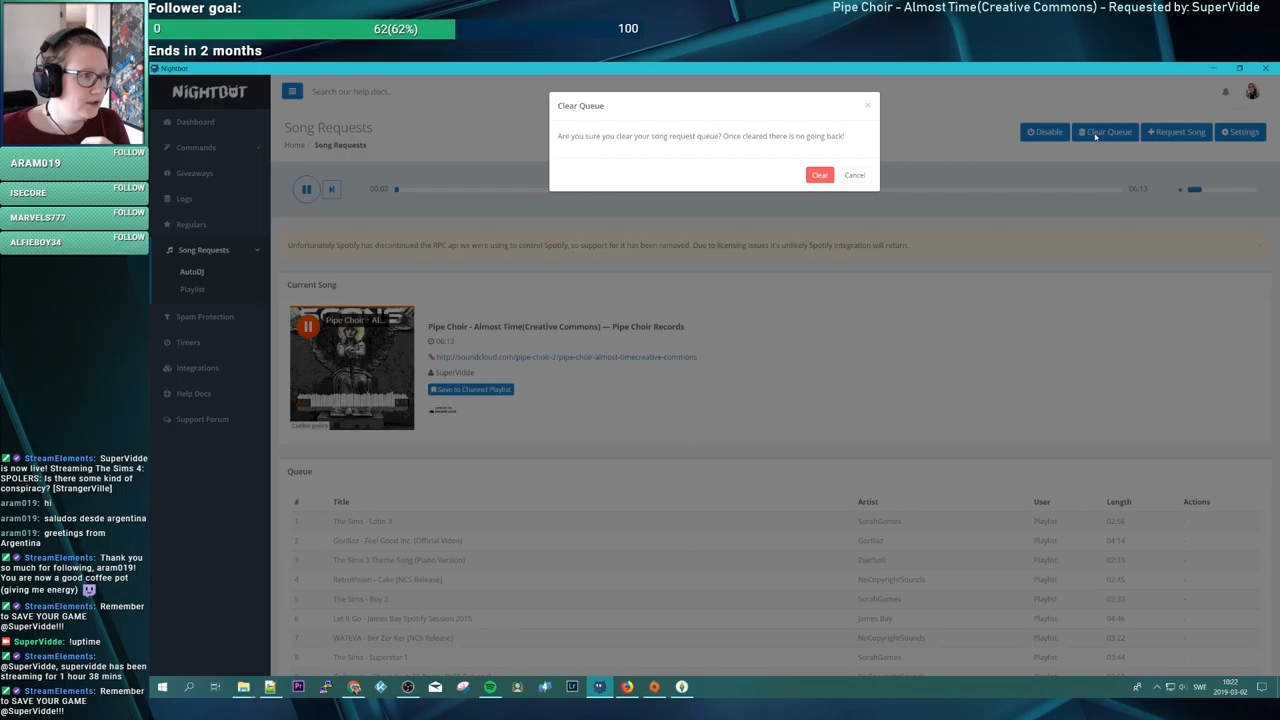 Follower goal:
0
62(62%)
100
Ends in 2 months
Pipe Choir - Almost Time(Creative Commons) - Requested by: SuperVidde
Nightbot
ARAM019
FOLLOW
ISECORE
FOLLOW
MARVELS777
FOLLOW
ALFIEBOY34
FOLLOW
StreamElements: SuperVidde
is now live! Streaming The Sims 4:
SPOLERS: Is there some kind of
conspiracy? [StrangerVille]
aram019: hi
aram019: saludos desde argentina
aram019: greetings from
Argentina
StreamElements: Thank you
so much for following, aram019!
You are now a good coffee pot
(giving me energy)
StreamElements: Remember
to SAVE YOUR GAME
@SuperVidde!!!
SuperVidde: !uptime
StreamElements:
@SuperVidde, supervidde has been
streaming for 1 hour 38 mins
StreamElements: Remember
to SAVE YOUR GAME
@SuperVidde!!!
NIGHTBOT
Dashboard
Commands
Giveaways
Logs
Regulars
Song Requests
AutoDJ
Playlist
Spam Protection
Timers
Integrations
Help Docs
Support Forum
Search our help docs..
Song Requests
Home / Song Requests
Disable
Clear Queue
Request Song
Settings
Clear Queue
×
Are you sure you clear your song request queue? Once cleared there is no going back!
Clear
Cancel
00:02
06:13
Unfortunately Spotify has discontinued the RPC api we were using to control Spotify, so support for it has been removed. Due to licensing issues it's unlikely Spotify integration will return.
Current Song
Pipe Choir - Al...
Cookie policy
Pipe Choir - Almost Time(Creative Commons) — Pipe Choir Records
06:13
http://soundcloud.com/pipe-choir-2/pipe-choir-almost-timecreative-commons
SuperVidde
Save to Channel Playlist
Queue
# Title Artist User Length Actions
1 The Sims - Latin 3 SorahGames Playlist 02:56 -
2 Gorillaz - Feel Good Inc. (Official Video) Gorillaz Playlist 04:14 -
3 The Sims 3 Theme Song (Piano Version) Zserbo0 Playlist 02:13 -
4 RetroVision - Cake [NCS Release] NoCopyrightSounds Playlist 02:45 -
5 The Sims - Buy 2 SorahGames Playlist 02:33 -
6 Let It Go - James Bay Spotify Session 2015 James Bay Playlist 04:46 -
7 WATEVA - Ber Zer Ker [NCS Release] NoCopyrightSounds Playlist 03:22 -
8 The Sims - Superstar 1 SorahGames Playlist 03:44 -
SWE
10:22
2019-03-02